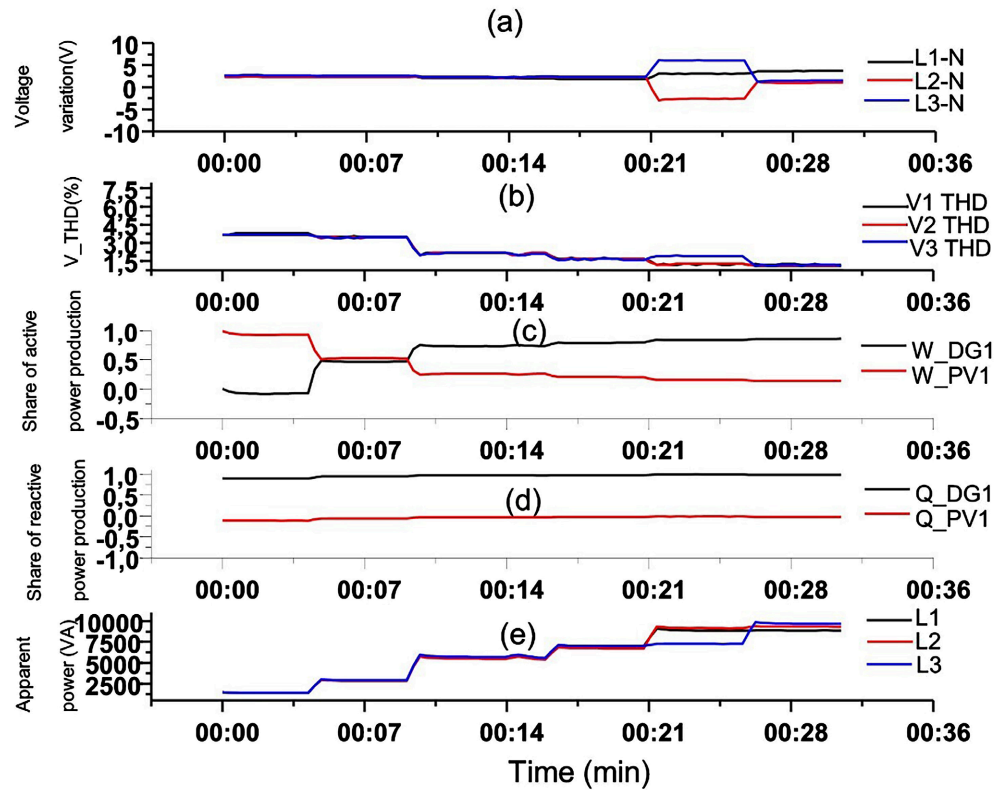 (a)
Voltage
variation(V)
10
5
0
-5
-10
L1-N
L2-N
L3-N
00:00 00:07 00:14 00:21 00:28 00:36
(b)
V_THD(%)
7,5
6,0
4,5
3,0
1,5
V1 THD
V2 THD
V3 THD
00:00 00:07 00:14 00:21 00:28 00:36
(c)
Share of active
power production
1,0
0,5
0,0
-0,5
W_DG1
W_PV1
00:00 00:07 00:14 00:21 00:28 00:36
(d)
Share of reactive
power production
1,0
0,5
0,0
-0,5
-1,0
Q_DG1
Q_PV1
00:00 00:07 00:14 00:21 00:28 00:36
(e)
Apparent
power (VA)
10000
7500
5000
2500
L1
L2
L3
00:00 00:07 00:14 00:21 00:28 00:36
Time (min)